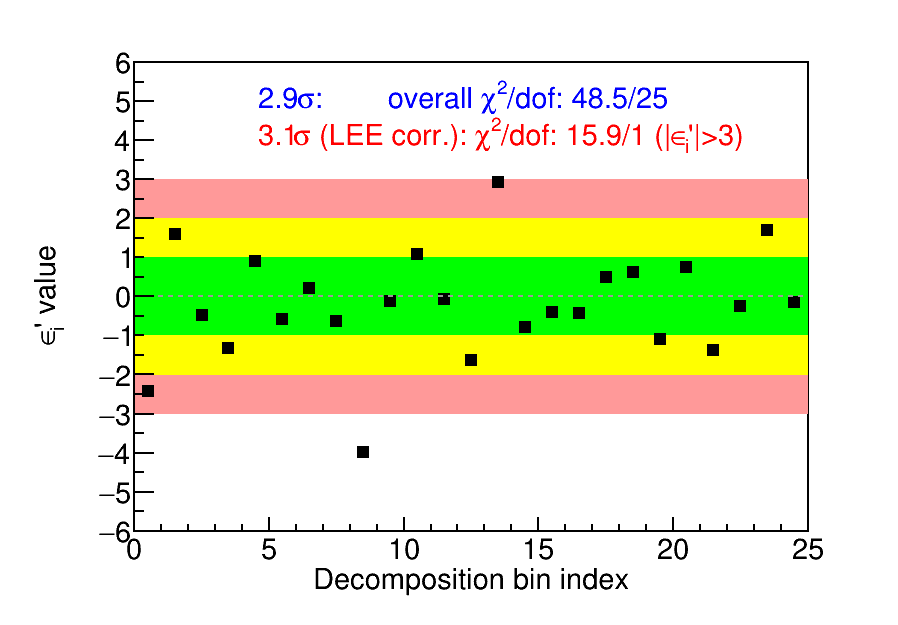 2.9σ: overall χ²/dof: 48.5/25
3.1σ (LEE corr.): χ²/dof: 15.9/1 (|ϵᵢ'|>3)
ϵᵢ' value
6
5
4
3
2
1
0
−1
−2
−3
−4
−5
−6
0 5 10 15 20 25
Decomposition bin index